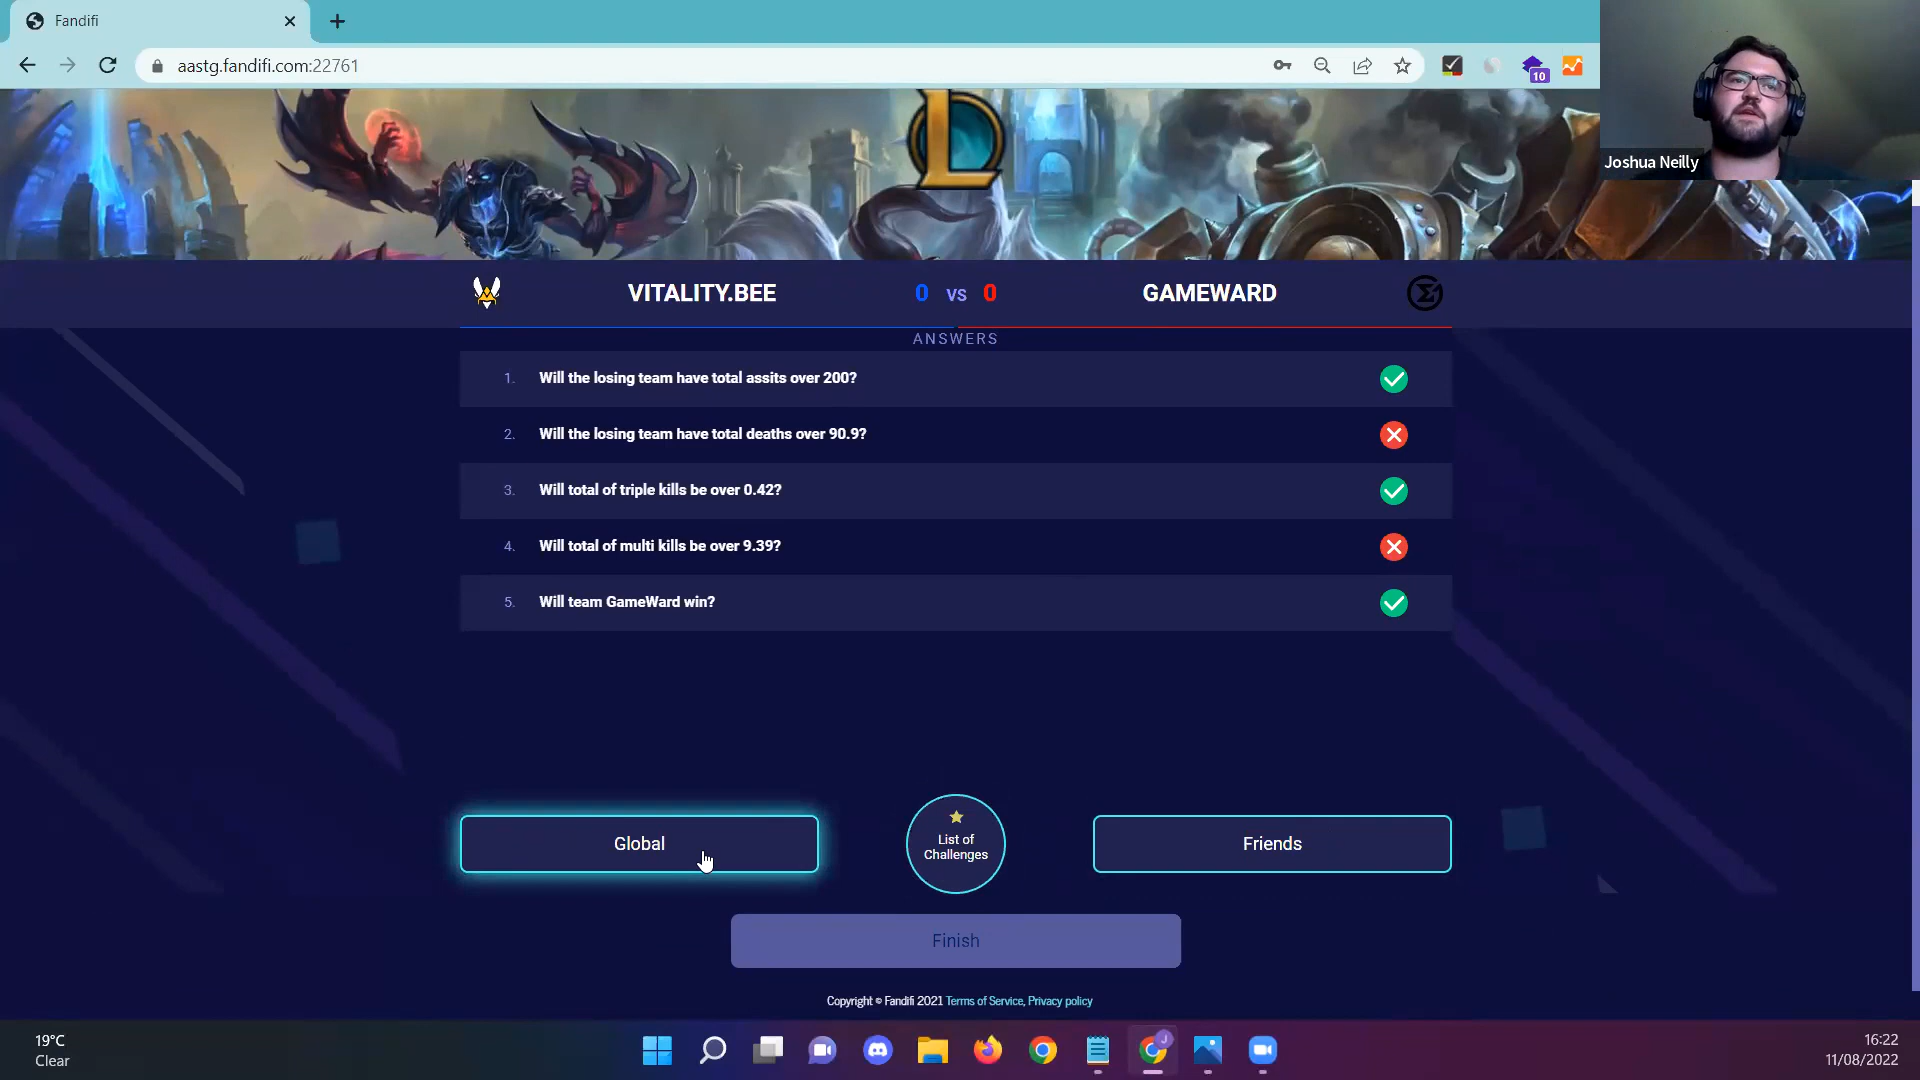 Fandifi
aastg.fandifi.com:22761
10
Joshua Neilly
L
VITALITY.BEE 0 VS 0 GAMEWARD
ANSWERS
1. Will the losing team have total assits over 200?
2. Will the losing team have total deaths over 90.9?
3. Will total of triple kills be over 0.42?
4. Will total of multi kills be over 9.39?
5. Will team GameWard win?
Global
List of
Challenges
Friends
Finish
Copyright © Fandifi 2021 Terms of Service, Privacy policy
19°C
Clear
J
16:22
11/08/2022